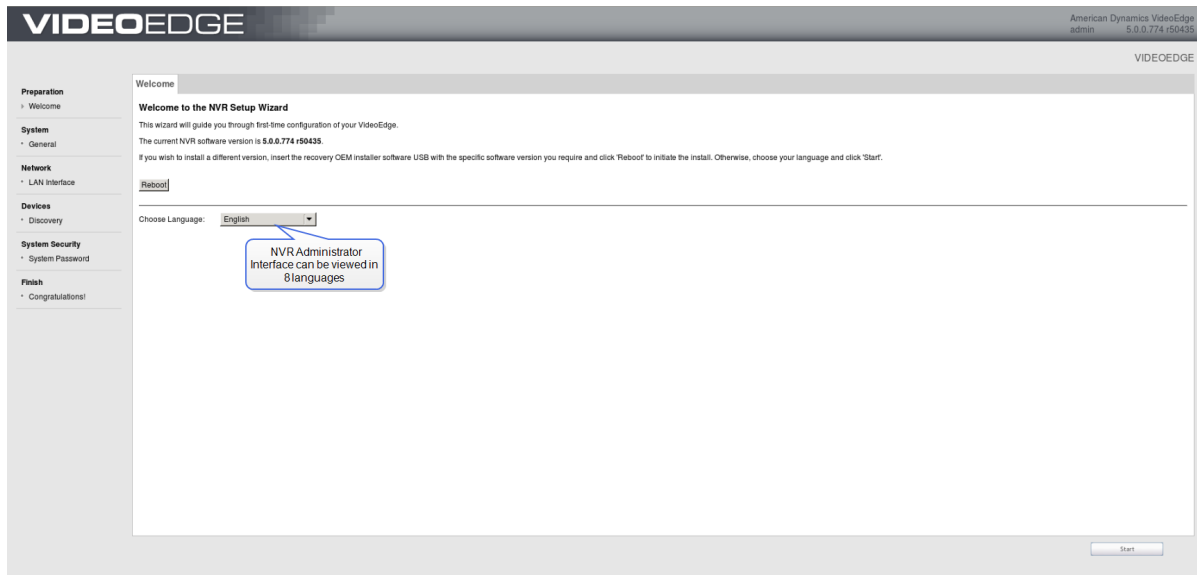 VIDEOEDGE
American Dynamics VideoEdge
admin 5.0.0.774 r50435
VIDEOEDGE
Preparation
Welcome
System
General
Network
LAN Interface
Devices
Discovery
System Security
System Password
Finish
Congratulations!
Welcome
Welcome to the NVR Setup Wizard
This wizard will guide you through first-time configuration of your VideoEdge.
The current NVR software version is 5.0.0.774 r50435.
If you wish to install a different version, insert the recovery OEM installer software USB with the specific software version you require and click 'Reboot' to initiate the install. Otherwise, choose your language and click 'Start'.
Reboot
Choose Language: English
NVR Administrator
Interface can be viewed in
8 languages
Start